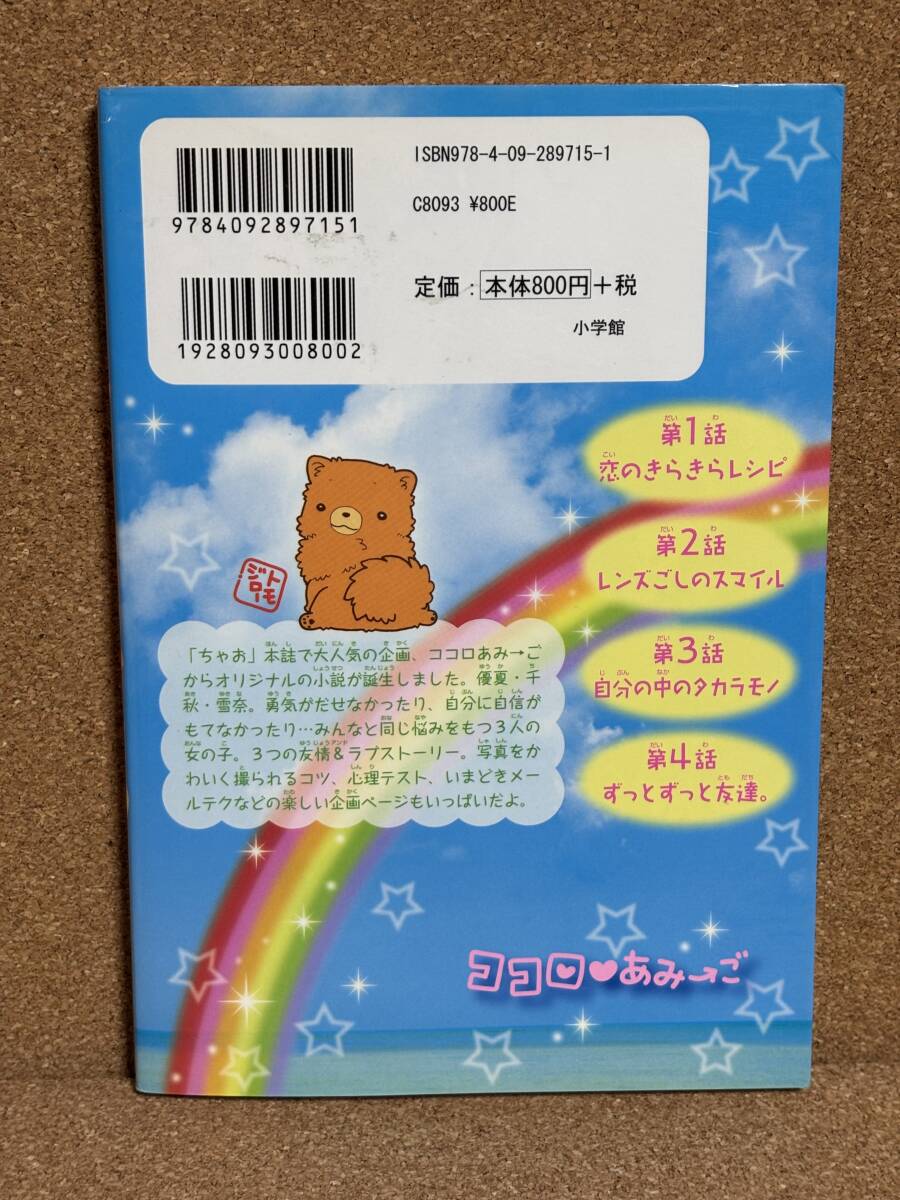 9784092897151
ISBN978-4-09-289715-1
C8093 ¥800E
1928093008002
定価：本体800円＋税
小学館
第1話
恋のきらきらレシピ
第2話
レンズごしのスマイル
第3話
自分の中のタカラモノ
第4話
ずっとずっと友達。
トモジロー
「ちゃお」本誌で大人気の企画、ココロあみ→ご
からオリジナルの小説が誕生しました。優夏・千
秋・雪奈。勇気がだせなかったり、自分に自信が
もてなかったり…みんなと同じ悩みをもつ3人の
女の子。3つの友情＆ラブストーリー。写真をか
わいく撮られるコツ、心理テスト、いまどきメー
ルテクなどの楽しい企画ページもいっぱいだよ。
ココロ♥あみ→ご